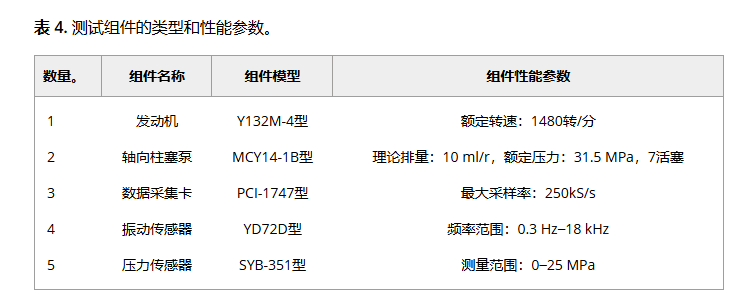 表 4. 测试组件的类型和性能参数。
数量。 组件名称 组件模型 组件性能参数
1 发动机 Y132M-4型 额定转速：1480转/分
2 轴向柱塞泵 MCY14-1B型 理论排量：10 ml/r，额定压力：31.5 MPa，7活塞
3 数据采集卡 PCI-1747型 最大采样率：250kS/s
4 振动传感器 YD72D型 频率范围：0.3 Hz–18 kHz
5 压力传感器 SYB-351型 测量范围：0–25 MPa